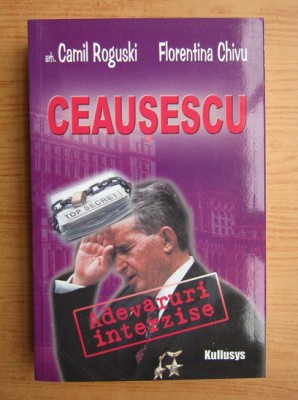 arh. Camil Roguski Florentina Chivu
CEAUSESCU
TOP SECRET!
Adevaruri
interzise
Kullusys